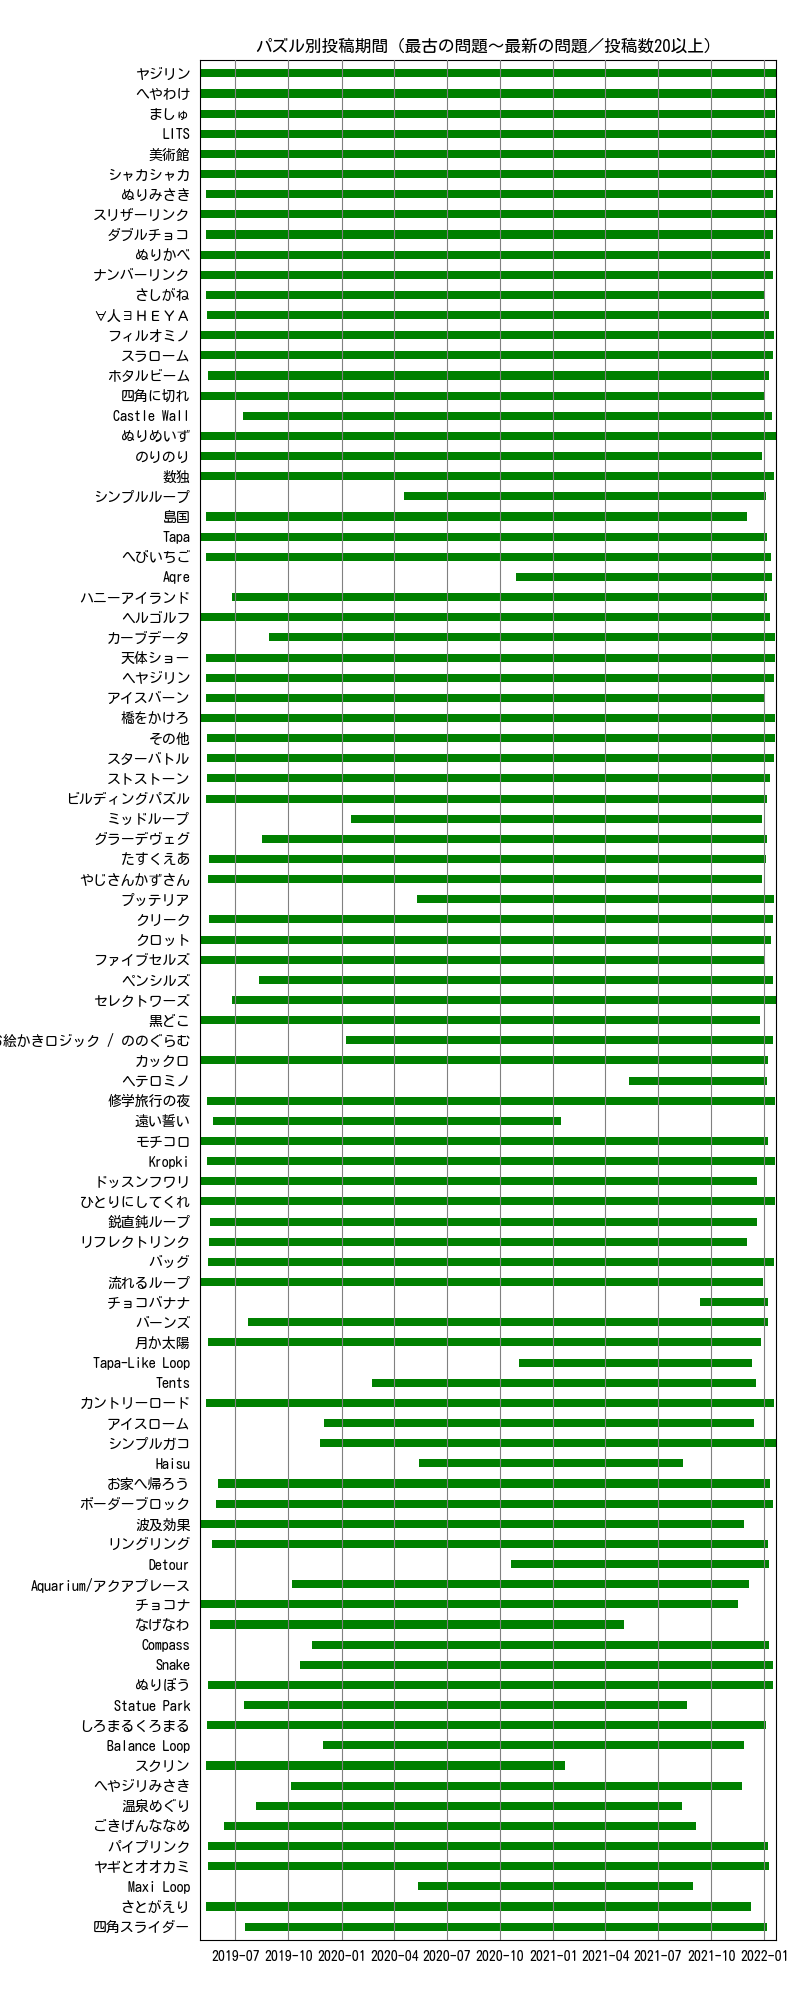 パズル別投稿期間（最古の問題～最新の問題／投稿数20以上）
ヤジリン
へやわけ
ましゅ
LITS
美術館
シャカシャカ
ぬりみさき
スリザーリンク
ダブルチョコ
ぬりかべ
ナンバーリンク
さしがね
∀人∃ＨＥＹＡ
フィルオミノ
スラローム
ホタルビーム
四角に切れ
Castle Wall
ぬりめいず
のりのり
数独
シンプルループ
島国
Tapa
へびいちご
Aqre
ハニーアイランド
ヘルゴルフ
カーブデータ
天体ショー
ヘヤジリン
アイスバーン
橋をかけろ
その他
スターバトル
ストストーン
ビルディングパズル
ミッドループ
グラーデヴェグ
たすくえあ
やじさんかずさん
プッテリア
クリーク
クロット
ファイブセルズ
ペンシルズ
セレクトワーズ
黒どこ
絵かきロジック / ののぐらむ
カックロ
ヘテロミノ
修学旅行の夜
遠い誓い
モチコロ
Kropki
ドッスンフワリ
ひとりにしてくれ
鋭直鈍ループ
リフレクトリンク
バッグ
流れるループ
チョコバナナ
バーンズ
月か太陽
Tapa-Like Loop
Tents
カントリーロード
アイスローム
シンプルガコ
Haisu
お家へ帰ろう
ボーダーブロック
波及効果
リングリング
Detour
Aquarium/アクアプレース
チョコナ
なげなわ
Compass
Snake
ぬりぼう
Statue Park
しろまるくろまる
Balance Loop
スクリン
へやジリみさき
温泉めぐり
ごきげんななめ
パイプリンク
ヤギとオオカミ
Maxi Loop
さとがえり
四角スライダー
2019-07 2019-10 2020-01 2020-04 2020-07 2020-10 2021-01 2021-04 2021-07 2021-10 2022-01